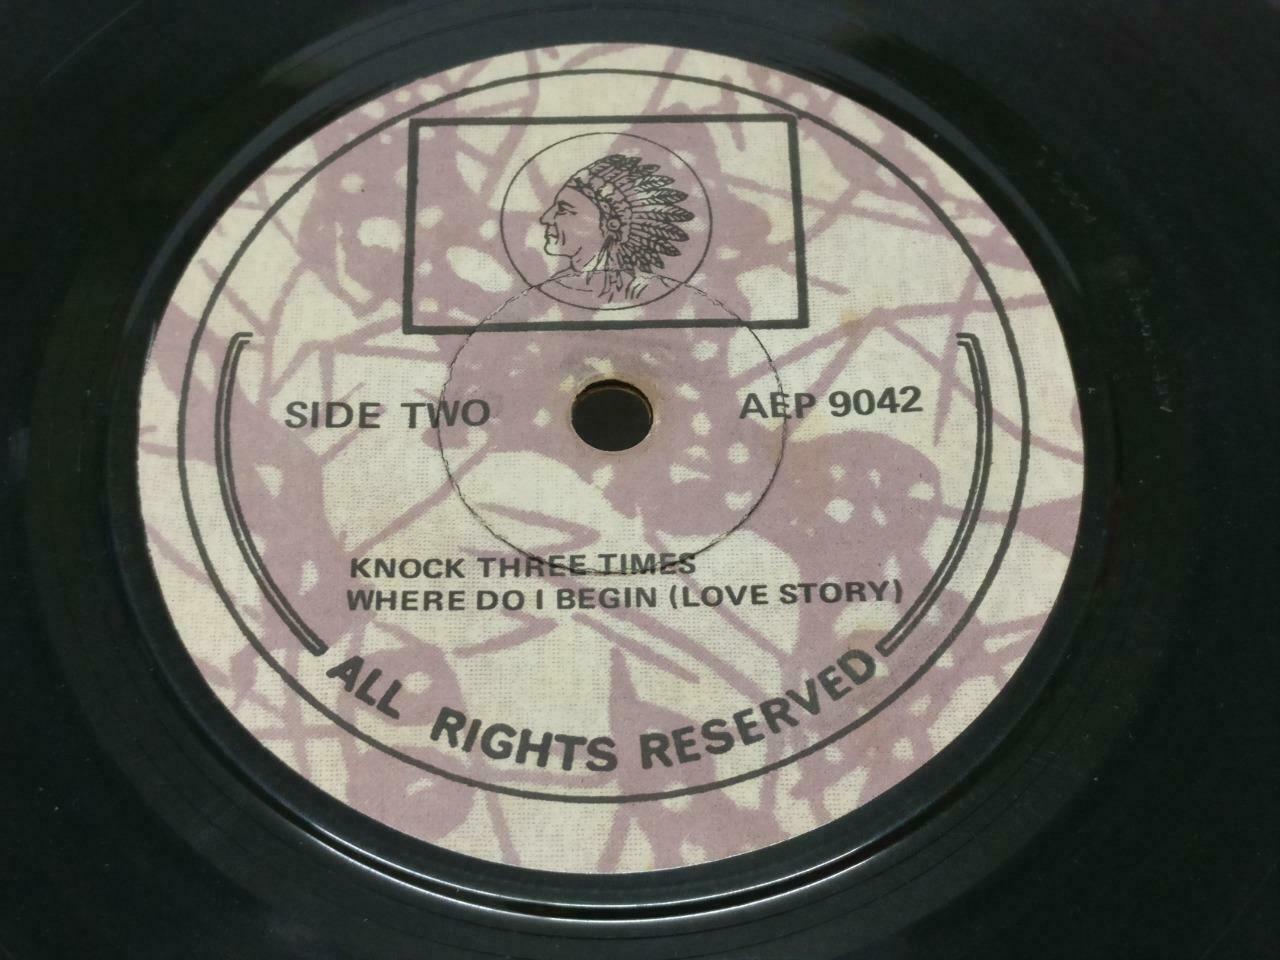 SIDE TWO
AEP 9042
KNOCK THREE TIMES
WHERE DO I BEGIN (LOVE STORY)
ALL RIGHTS RESERVED